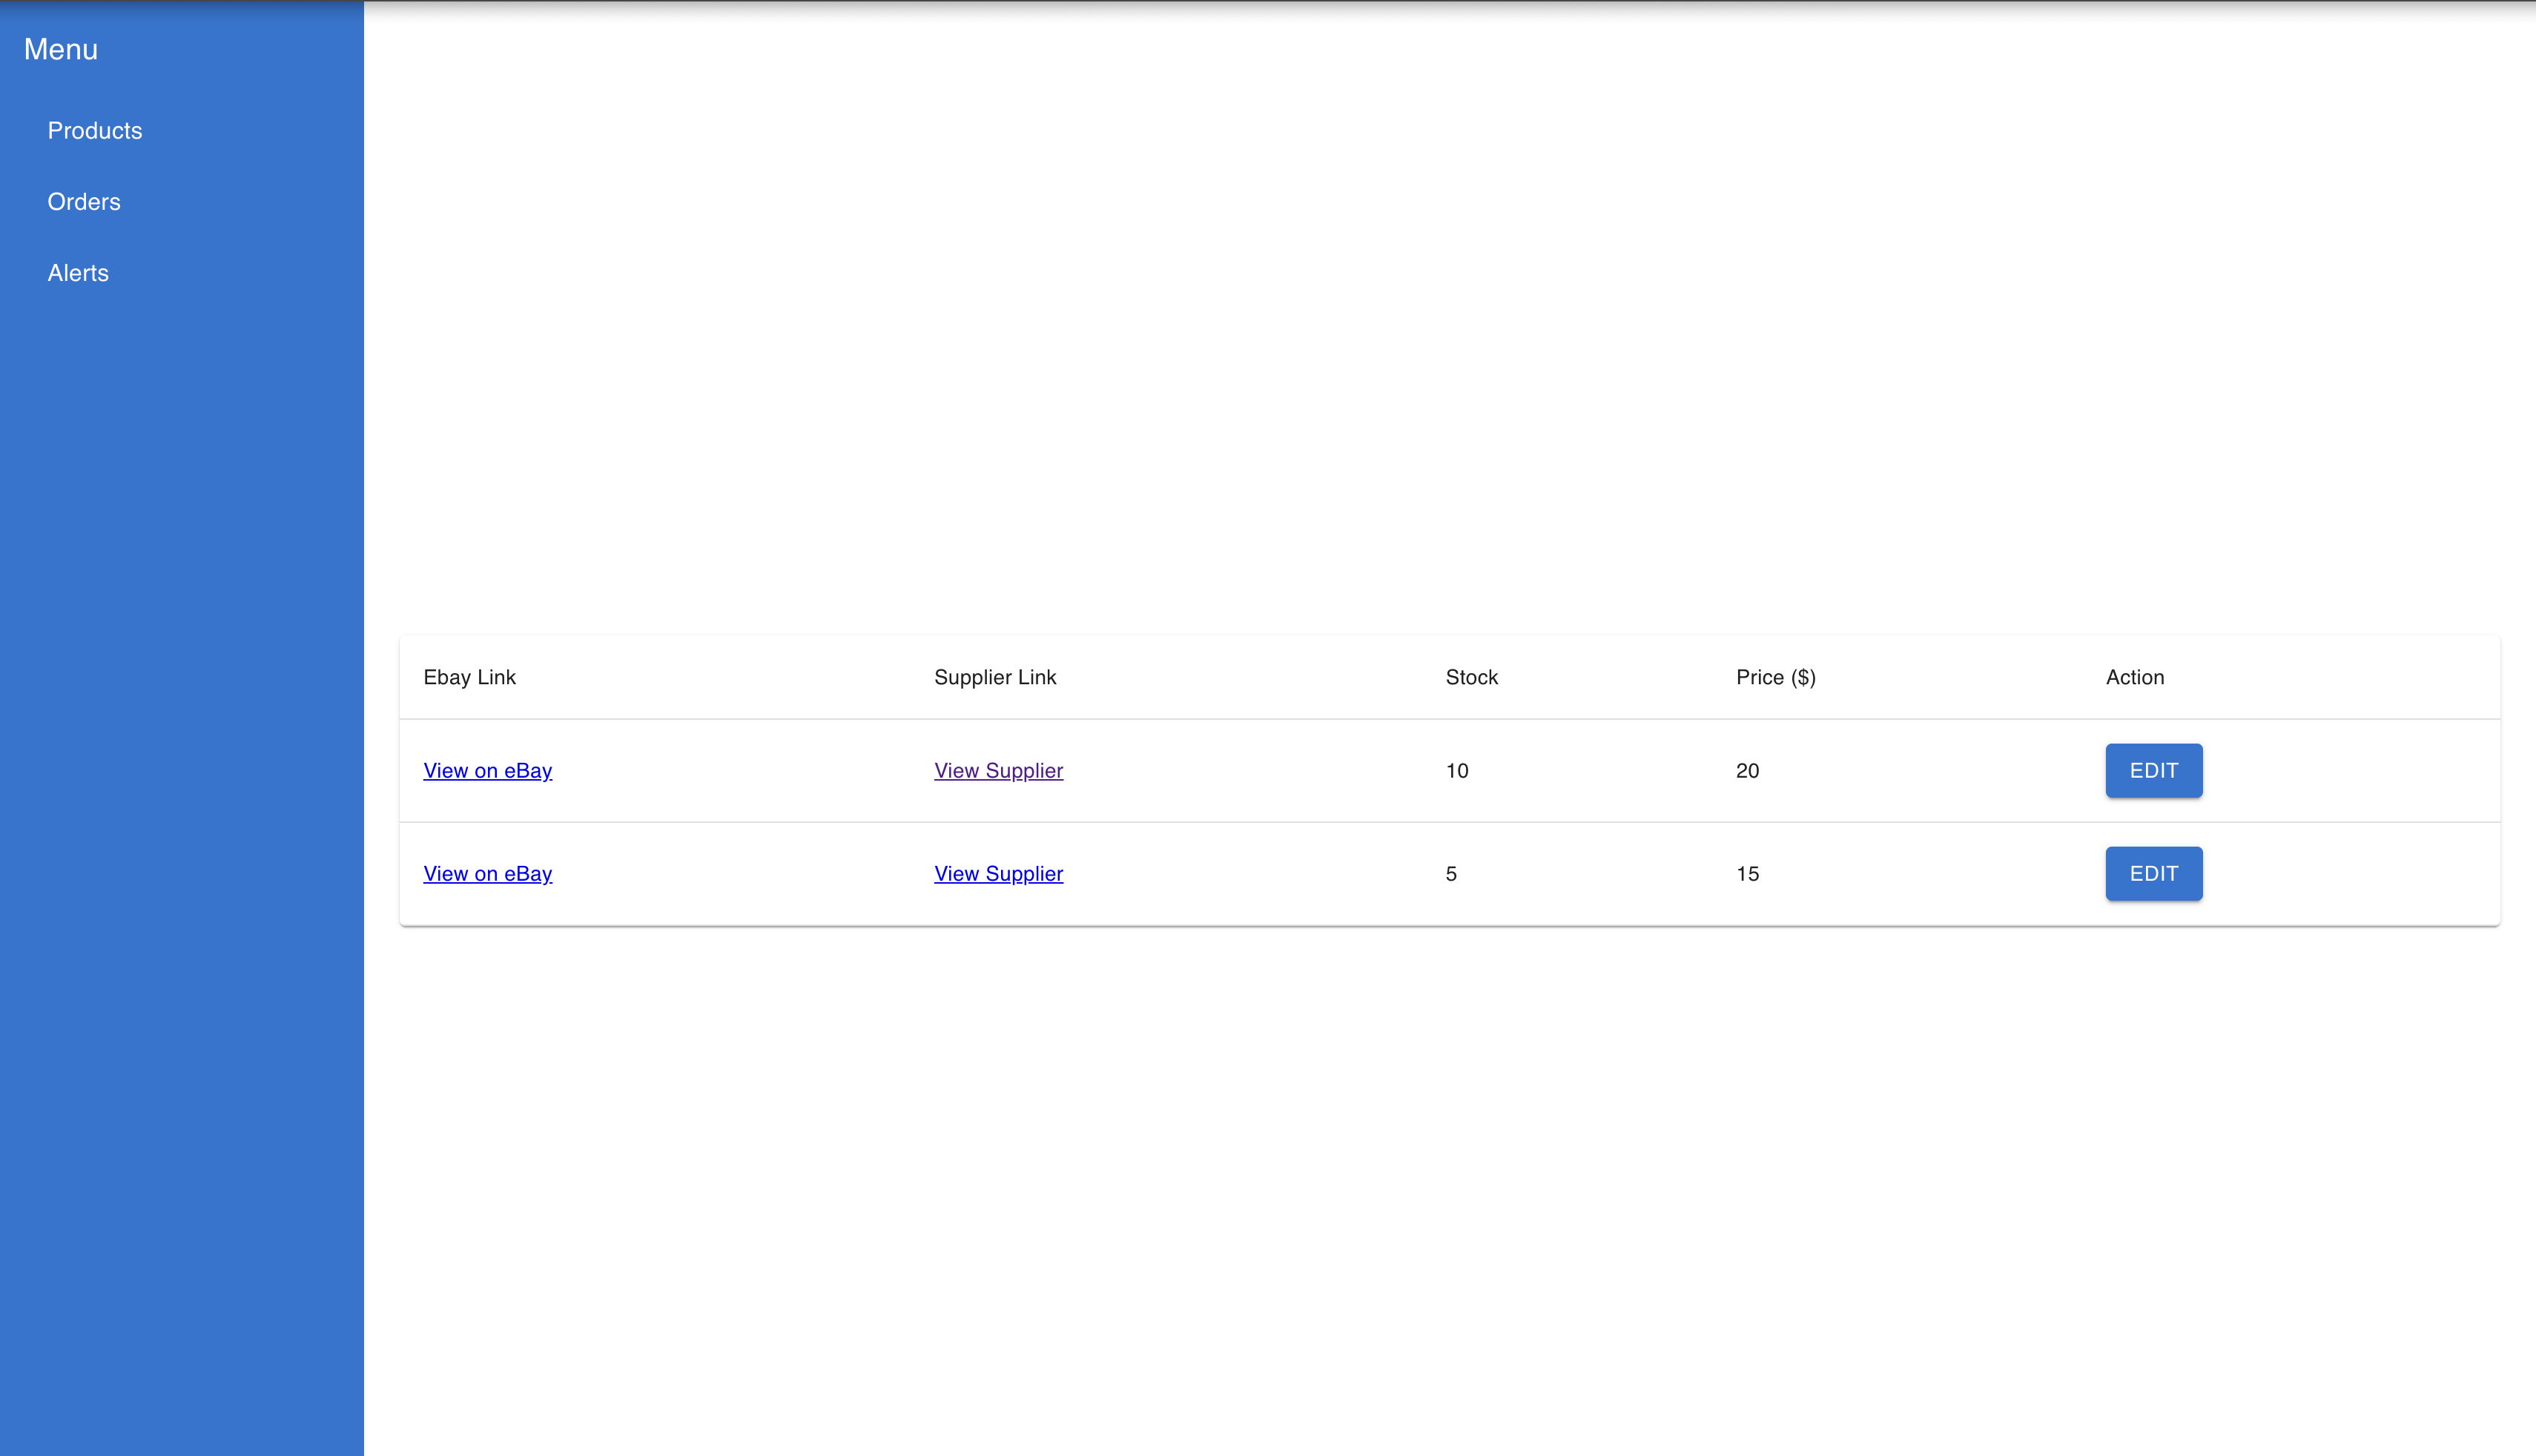 Menu
Products
Orders
Alerts
Ebay Link Supplier Link Stock Price ($) Action
View on eBay View Supplier 10 20 EDIT
View on eBay View Supplier 5 15 EDIT